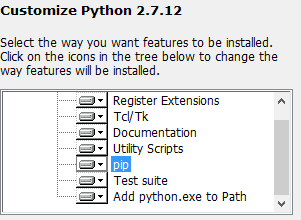 Customize Python 2.7.12
Select the way you want features to be installed.
Click on the icons in the tree below to change the
way features will be installed.
Register Extensions
Tcl/Tk
Documentation
Utility Scripts
pip
Test suite
Add python.exe to Path